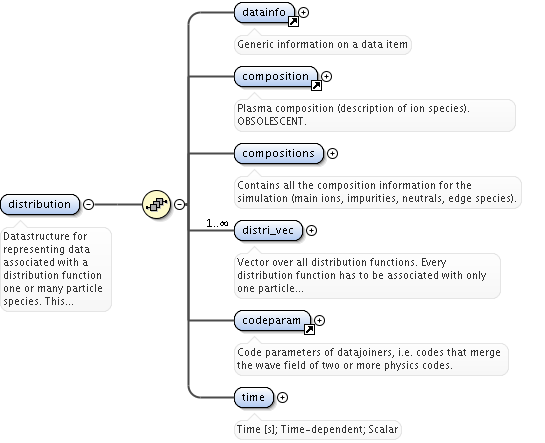 datainfo
Generic information on a data item
composition
Plasma composition (description of ion species).
OBSOLESCENT.
compositions
Contains all the composition information for the
simulation (main ions, impurities, neutrals, edge species).
distribution
Datastructure for
representing data
associated with a
distribution function
one or many particle
species. This...
1..∞
distri_vec
Vector over all distribution functions. Every
distribution function has to be associated with only
one particle...
codeparam
Code parameters of datajoiners, i.e. codes that merge
the wave field of two or more physics codes.
time
Time [s]; Time-dependent; Scalar